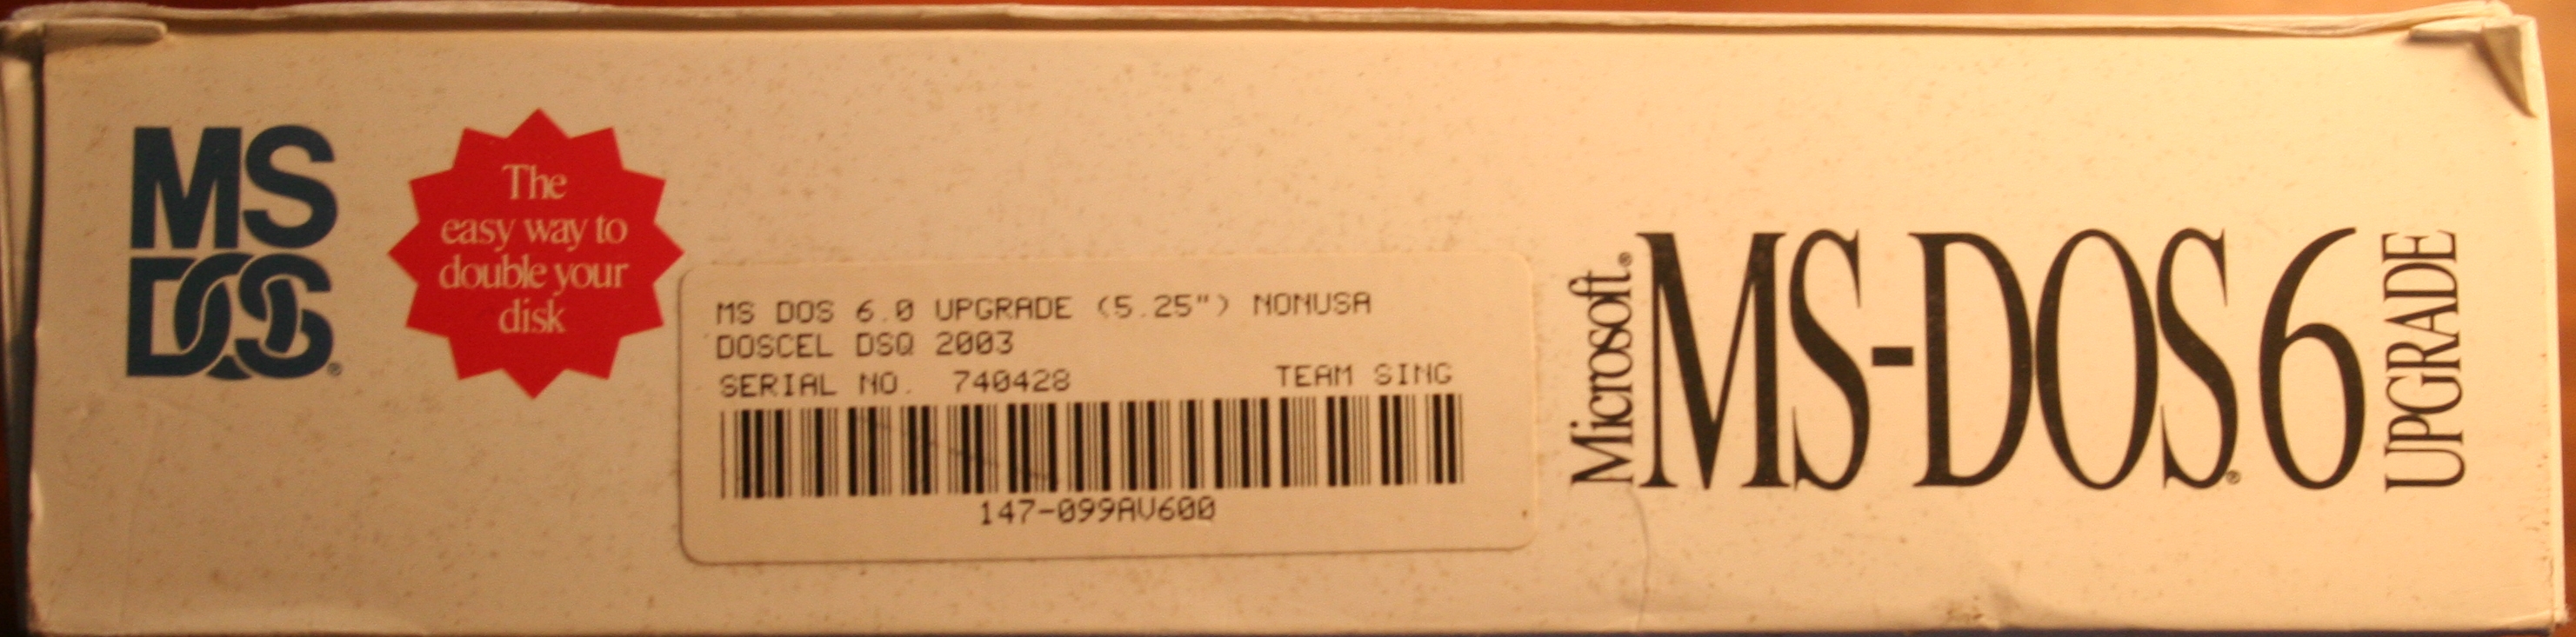 MS
DOS®
The
easy way to
double your
disk
MS DOS 6.0 UPGRADE (5.25") NONUSA
DOSCEL DSQ 2003
SERIAL NO. 740428 TEAM SING
147-099AV600
Microsoft®
MS-DOS® 6
UPGRADE